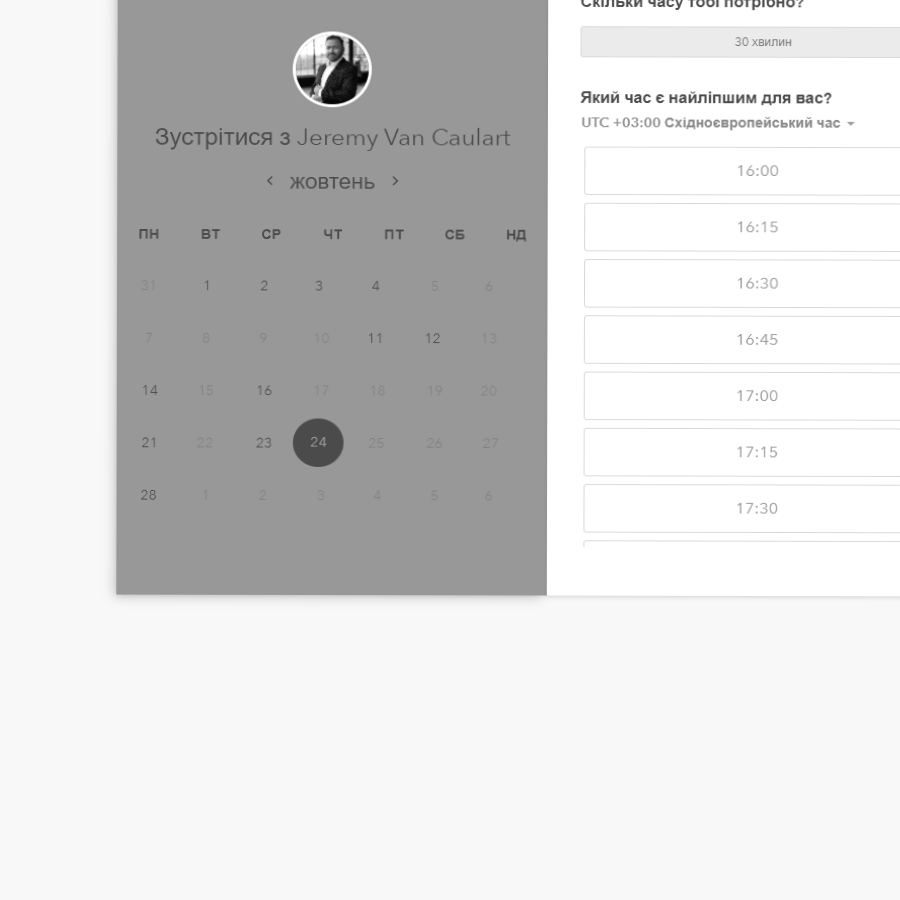 Зустрітися з Jeremy Van Caulart
жовтень
ПН ВТ СР ЧТ ПТ СБ НД
31 1 2 3 4 5 6
7 8 9 10 11 12 13
14 15 16 17 18 19 20
21 22 23 24 25 26 27
28 1 2 3 4 5 6
Скільки часу тобі потрібно?
30 хвилин
Який час є найліпшим для вас?
UTC +03:00 Східноєвропейський час
16:00
16:15
16:30
16:45
17:00
17:15
17:30